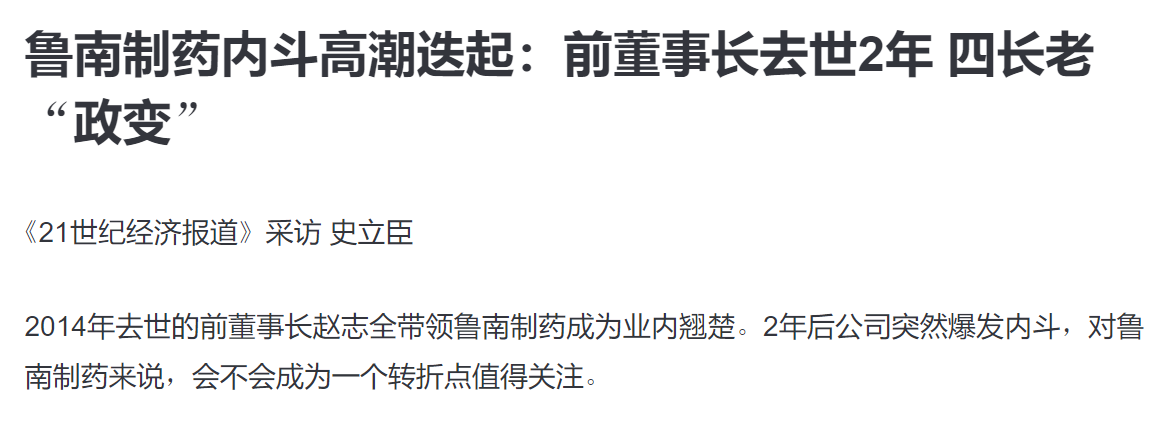 鲁南制药内斗高潮迭起：前董事长去世2年 四长老
“政变”
《21世纪经济报道》采访 史立臣
2014年去世的前董事长赵志全带领鲁南制药成为业内翘楚。2年后公司突然爆发内斗，对鲁
南制药来说，会不会成为一个转折点值得关注。